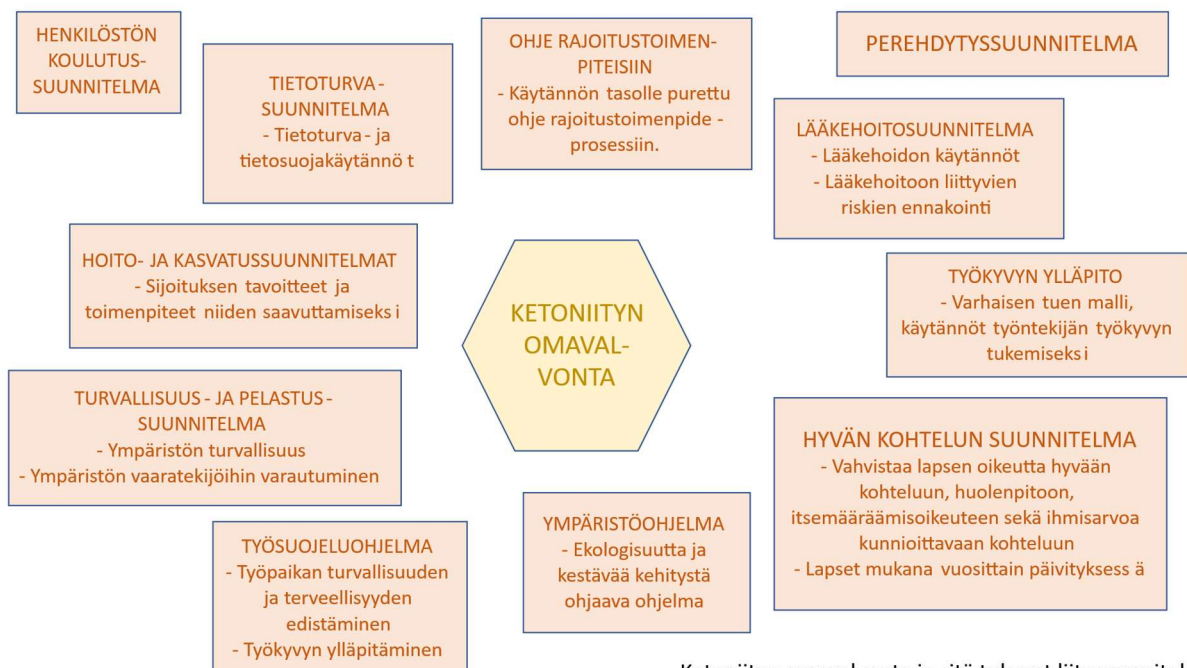 HENKILÖSTÖN
KOULUTUS-
SUUNNITELMA
TIETOTURVA-
SUUNNITELMA
- Tietoturva- ja
tietosuojakäytännö t
OHJE RAJOITUSTOIMEN-
PITEISIIN
- Käytännön tasolle purettu
ohje rajoitustoimenpide -
prosessiin.
PEREHDYTYSSUUNNITELMA
LÄÄKEHOITOSUUNNITELMA
- Lääkehoidon käytännöt
- Lääkehoitoon liittyvien
riskien ennakointi
HOITO- JA KASVATUSSUUNNITELMAT
- Sijoituksen tavoitteet ja
toimenpiteet niiden saavuttamiseks i
KETONIITYN
OMAVAL-
VONTA
TYÖKYVYN YLLÄPITO
- Varhaisen tuen malli,
käytännöt työntekijän työkyvyn
tukemiseks i
TURVALLISUUS - JA PELASTUS -
SUUNNITELMA
- Ympäristön turvallisuus
- Ympäristön vaaratekijöihin varautuminen
HYVÄN KOHTELUN SUUNNITELMA
- Vahvistaa lapsen oikeutta hyvään
kohteluun, huolenpitoon,
itsemääräämisoikeuteen sekä ihmisarvoa
kunnioittavaan kohteluun
- Lapset mukana vuosittain päivityksess ä
TYÖSUOJELUOHJELMA
- Työpaikan turvallisuuden
ja terveellisyyden
edistäminen
- Työkyvyn ylläpitäminen
YMPÄRISTÖOHJELMA
- Ekologisuutta ja
kestävää kehitystä
ohjaava ohjelma